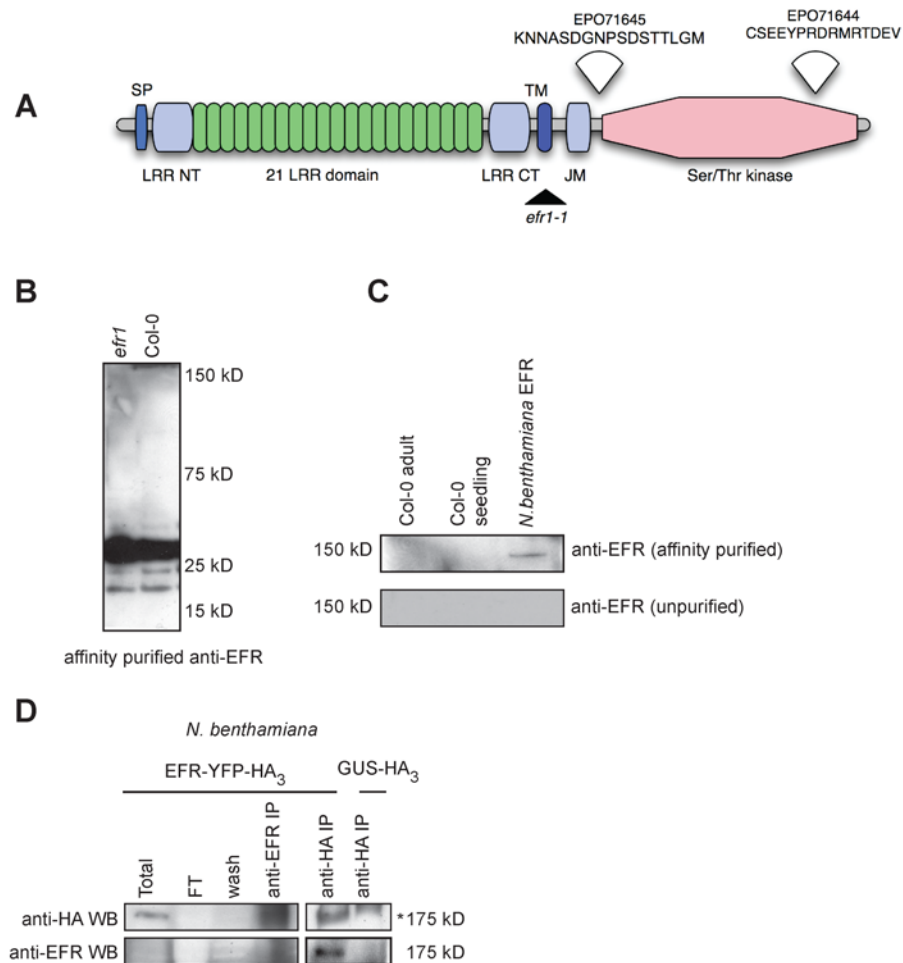 A
EPO71645
KNNASDGNPSDSTTLGM
EPO71644
CSEEYPRDRMRTDEV
SP
TM
LRR NT
21 LRR domain
LRR CT
JM
Ser/Thr kinase
efr1-1
B
efr1
Col-0
150 kD
75 kD
25 kD
15 kD
affinity purified anti-EFR
C
Col-0 adult
Col-0
seedling
N.benthamiana EFR
150 kD
anti-EFR (affinity purified)
150 kD
anti-EFR (unpurified)
D
N. benthamiana
EFR-YFP-HA3
GUS-HA3
Total
FT
wash
anti-EFR IP
anti-HA IP
anti-HA IP
anti-HA WB
*175 kD
anti-EFR WB
175 kD